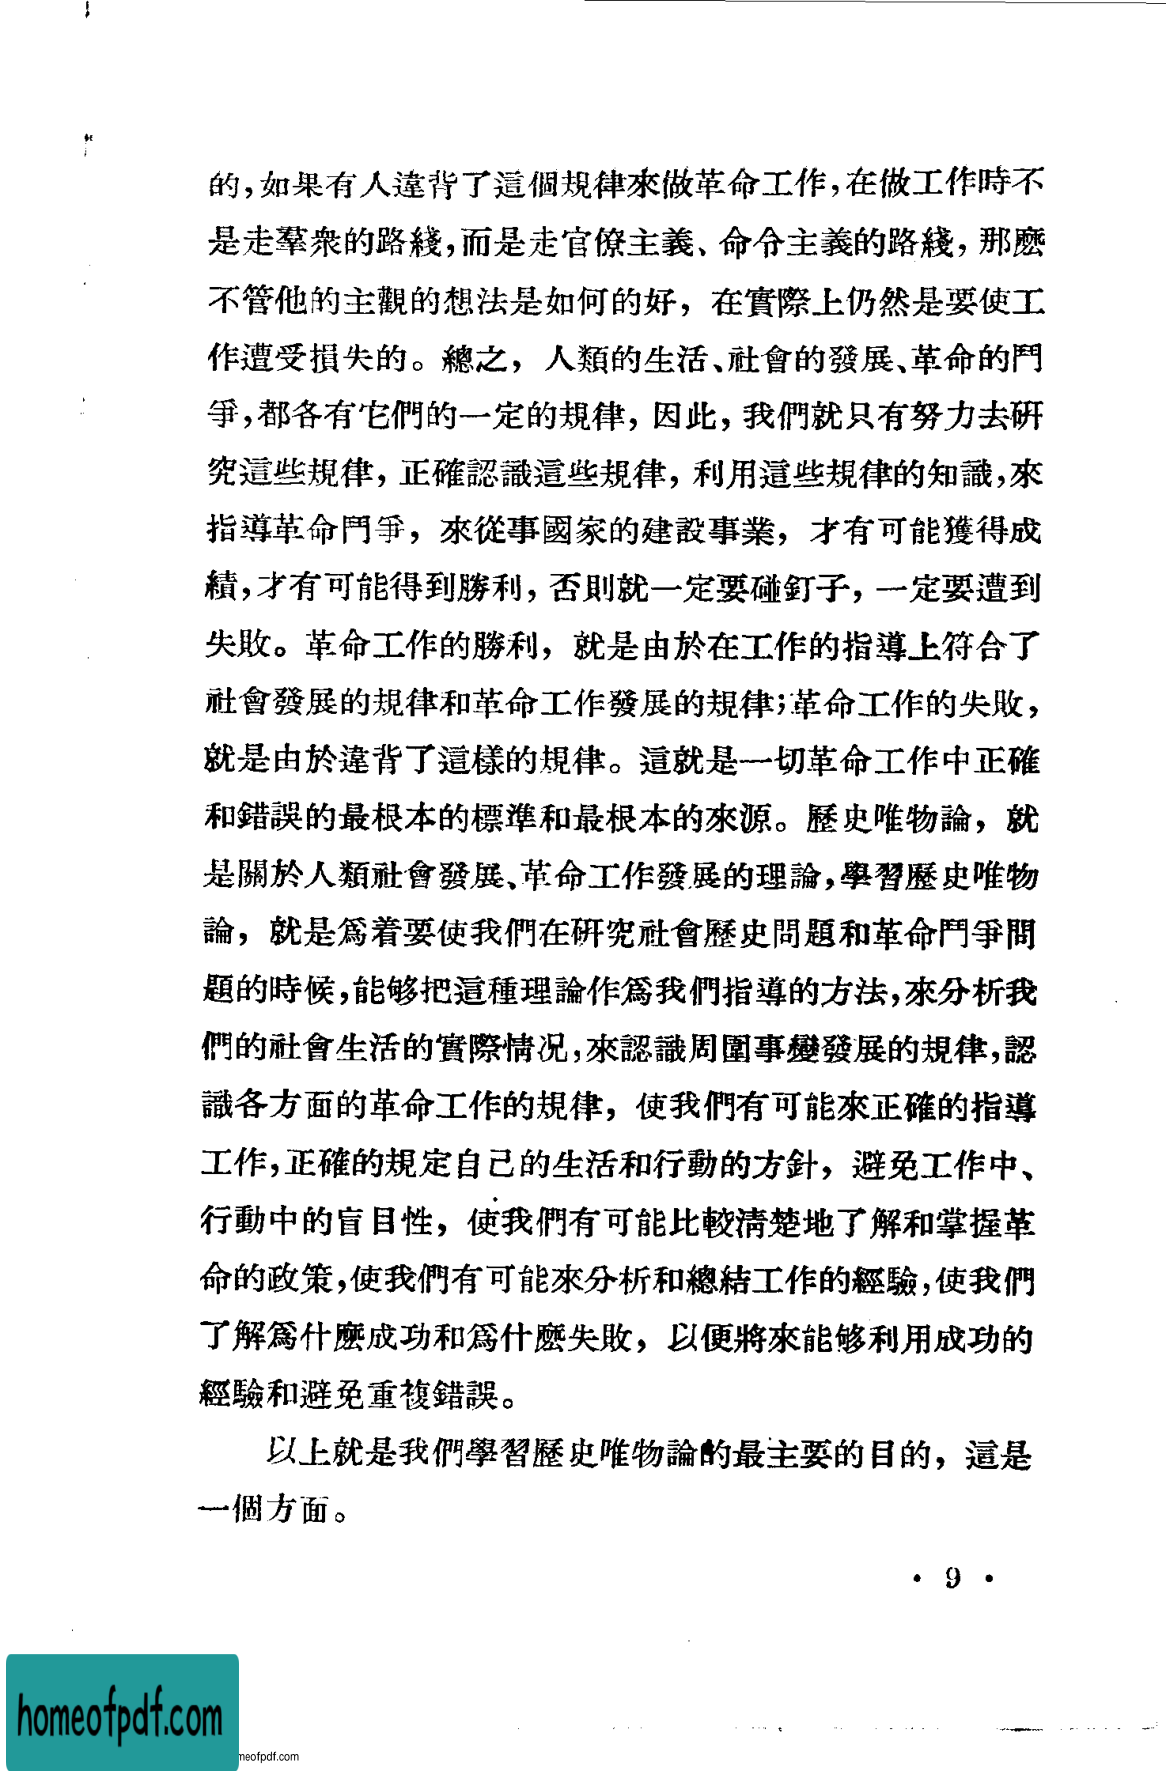 的，如果有人違背了這個規律來做革命工作，在做工作時不
是走羣衆的路綫，而是走官僚主義、命令主義的路綫，那麽
不管他的主觀的想法是如何的好，在實際上仍然是要使工
作遭受損失的。總之，人類的生活、社會的發展、革命的鬥
爭，都各有它們的一定的規律，因此，我們就只有努力去研
究這些規律，正確認識這些規律，利用這些規律的知識，來
指導革命鬥爭，來從事國家的建設事業，才有可能獲得成
績，才有可能得到勝利，否則就一定要碰釘子，一定要遭到
失敗。革命工作的勝利，就是由於在工作的指導上符合了
社會發展的規律和革命工作發展的規律；革命工作的失敗，
就是由於違背了這樣的規律。這就是一切革命工作中正確
和錯誤的最根本的標準和最根本的來源。歷史唯物論，就
是關於人類社會發展、革命工作發展的理論，學習歷史唯物
論，就是爲着要使我們在研究社會歷史問題和革命鬥爭問
題的時候，能够把這種理論作爲我們指導的方法，來分析我
們的社會生活的實際情况，來認識周圍事變發展的規律，認
識各方面的革命工作的規律，使我們有可能來正確的指導
工作，正確的規定自己的生活和行動的方針，避免工作中、
行動中的盲目性，使我們有可能比較清楚地了解和掌握革
命的政策，使我們有可能來分析和總結工作的經驗，使我們
了解爲什麽成功和爲什麽失敗，以便將來能够利用成功的
經驗和避免重複錯誤。
以上就是我們學習歷史唯物論的最主要的目的，這是
一個方面。
• 9 •
homeofpdf.com
meofpdf.com